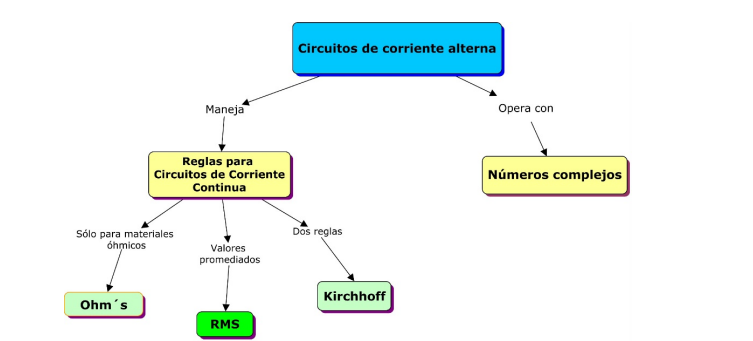 Circuitos de corriente alterna
Maneja
Opera con
Reglas para
Circuitos de Corriente
Continua
Números complejos
Sólo para materiales
óhmicos
Valores
promediados
Dos reglas
Ohm´s
RMS
Kirchhoff